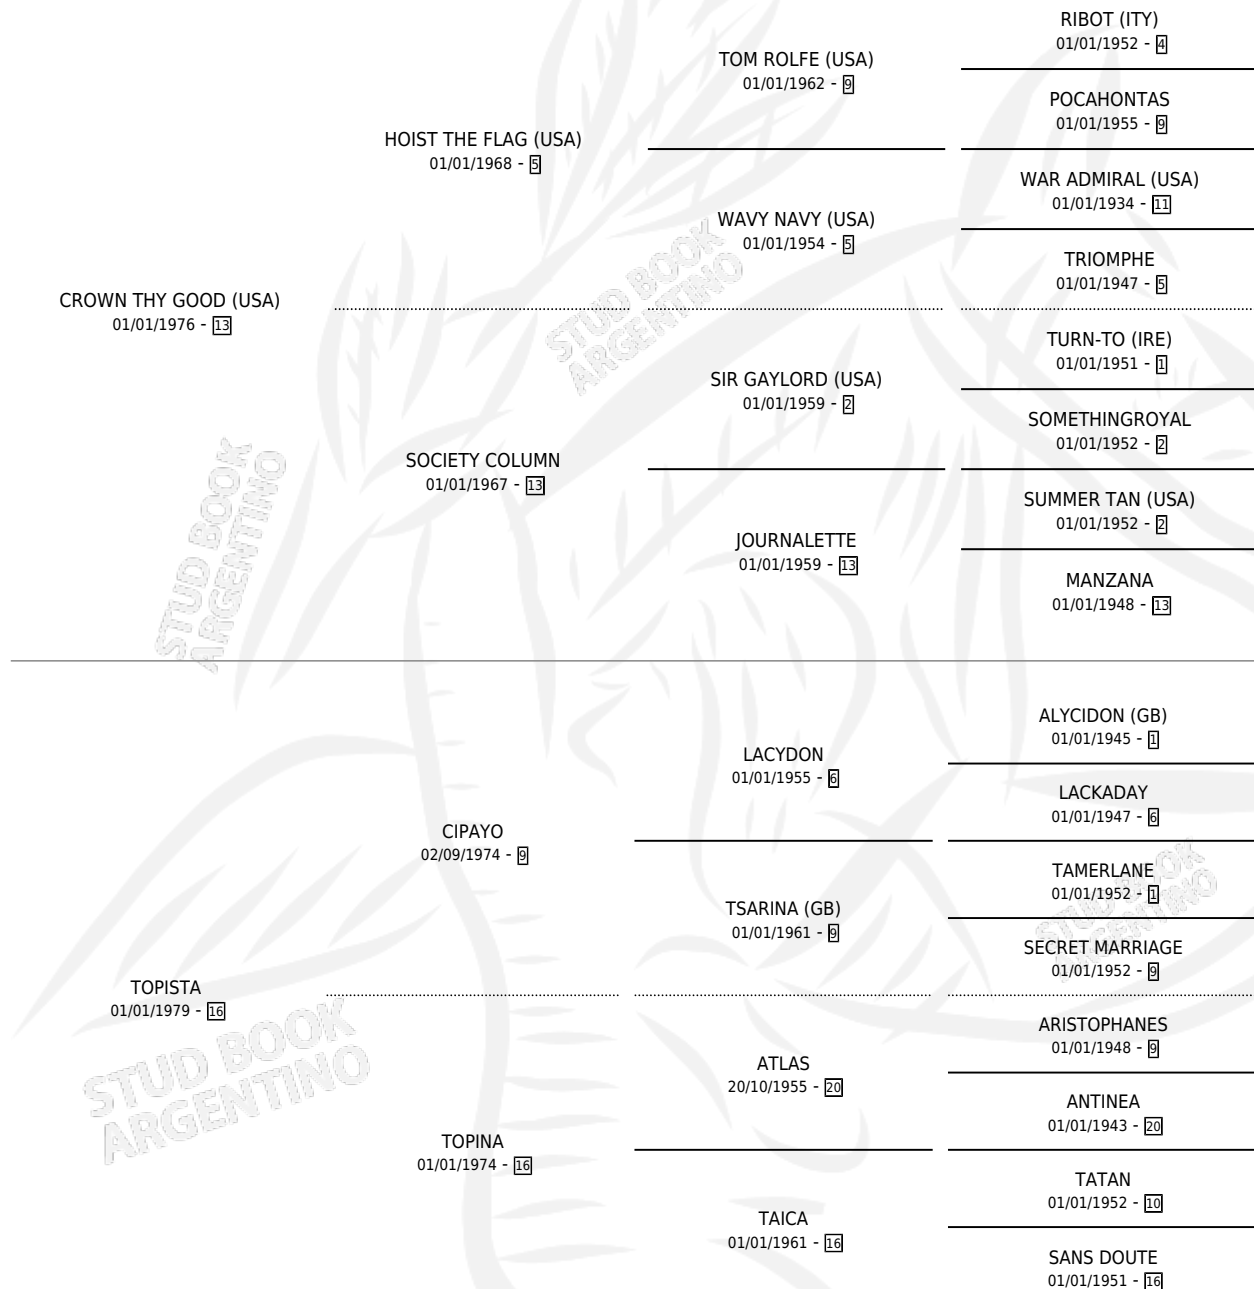 RIBOT (ITY)
01/01/1952 - 4
TOM ROLFE (USA)
01/01/1962 - 9
POCAHONTAS
01/01/1955 - 9
HOIST THE FLAG (USA)
01/01/1968 - 5
WAR ADMIRAL (USA)
01/01/1934 - 11
WAVY NAVY (USA)
01/01/1954 - 5
TRIOMPHE
01/01/1947 - 5
CROWN THY GOOD (USA)
01/01/1976 - 13
TURN-TO (IRE)
01/01/1951 - 1
SIR GAYLORD (USA)
01/01/1959 - 2
SOMETHINGROYAL
01/01/1952 - 2
SOCIETY COLUMN
01/01/1967 - 13
SUMMER TAN (USA)
01/01/1952 - 2
JOURNALETTE
01/01/1959 - 13
MANZANA
01/01/1948 - 13
ALYCIDON (GB)
01/01/1945 - 1
LACYDON
01/01/1955 - 6
LACKADAY
01/01/1947 - 6
CIPAYO
02/09/1974 - 9
TAMERLANE
01/01/1952 - 1
TSARINA (GB)
01/01/1961 - 9
SECRET MARRIAGE
01/01/1952 - 9
TOPISTA
01/01/1979 - 16
ARISTOPHANES
01/01/1948 - 9
ATLAS
20/10/1955 - 20
ANTINEA
01/01/1943 - 20
TOPINA
01/01/1974 - 16
TATAN
01/01/1952 - 10
TAICA
01/01/1961 - 16
SANS DOUTE
01/01/1951 - 16
STUD BOOK
ARGENTINO
STUD BOOK
ARGENTINO
STUD BOOK
ARGENTINO
STUD BOOK
ARGENTINO